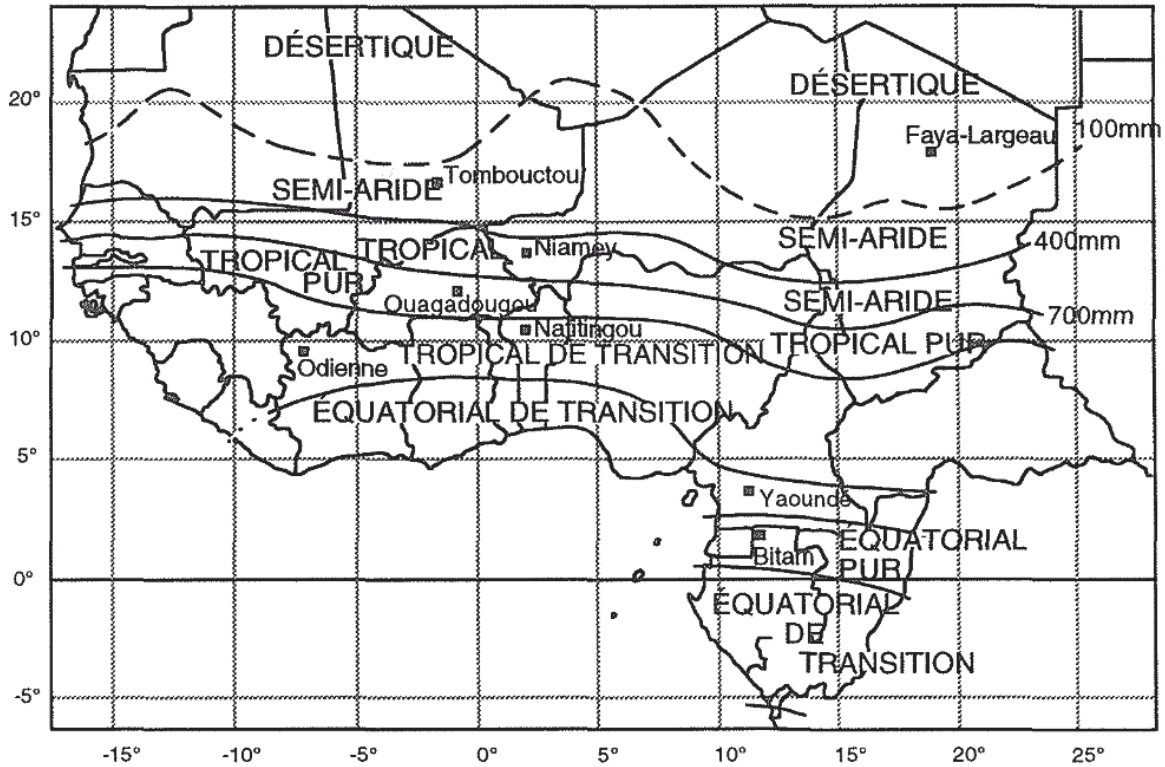 DÉSERTIQUE
DÉSERTIQUE
20°
100mm
Faya-Largeau
Tombouctou
SEMI-ARIDE
15°
SEMI-ARIDE
400mm
TROPICAL
Niamey
TROPICAL
PUR
SEMI-ARIDE
Ouagadougou
700mm
Natitingou
10°
TROPICAL PUR
TROPICAL DE TRANSITION
Odienne
ÉQUATORIAL DE TRANSITION
5°
Yaoundé
ÉQUATORIAL
PUR
Bitam
0°
ÉQUATORIAL
DE
TRANSITION
-5°
-15° -10° -5° 0° 5° 10° 15° 20° 25°